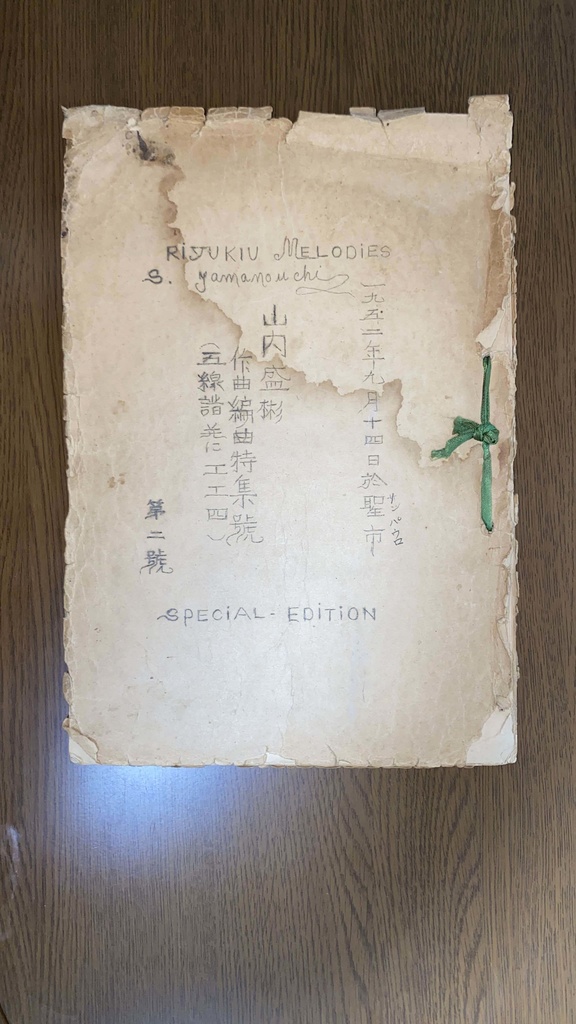 RIJUKIU MELODIES
S. Yamanouchi
一九五二年九月十四日於聖市
サンパウロ
山内盛彬
作曲編曲特集號
(五線譜並に工工四)
第二號
SPECIAL-EDITION